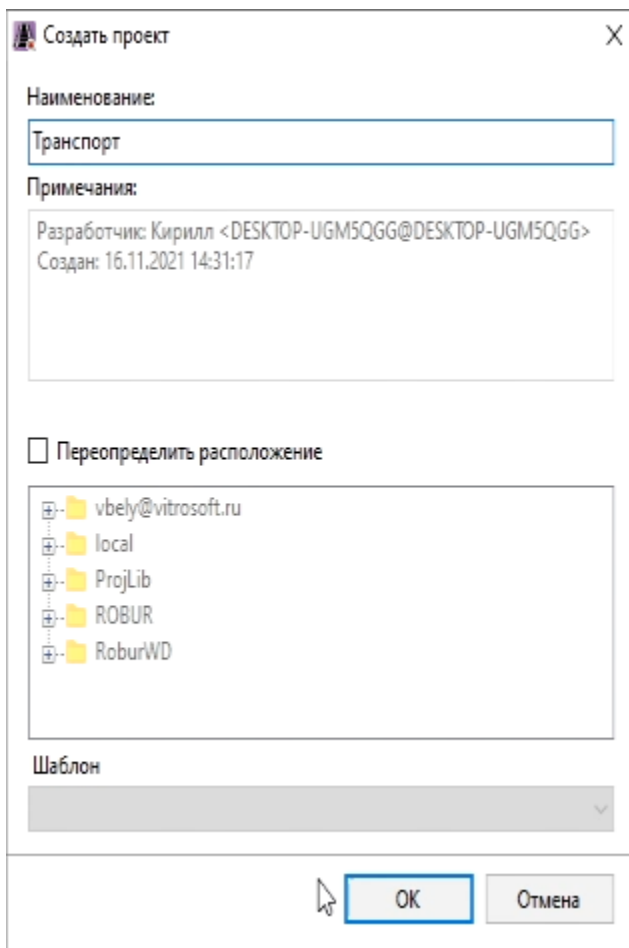 Создать проект
Наименование:
Транспорт
Примечания:
Разработчик: Кирилл <DESKTOP-UGM5QGG@DESKTOP-UGM5QGG>
Создан: 16.11.2021 14:31:17
Переопределить расположение
vbely@vitrosoft.ru
local
ProjLib
ROBUR
RoburWD
Шаблон
OK Отмена